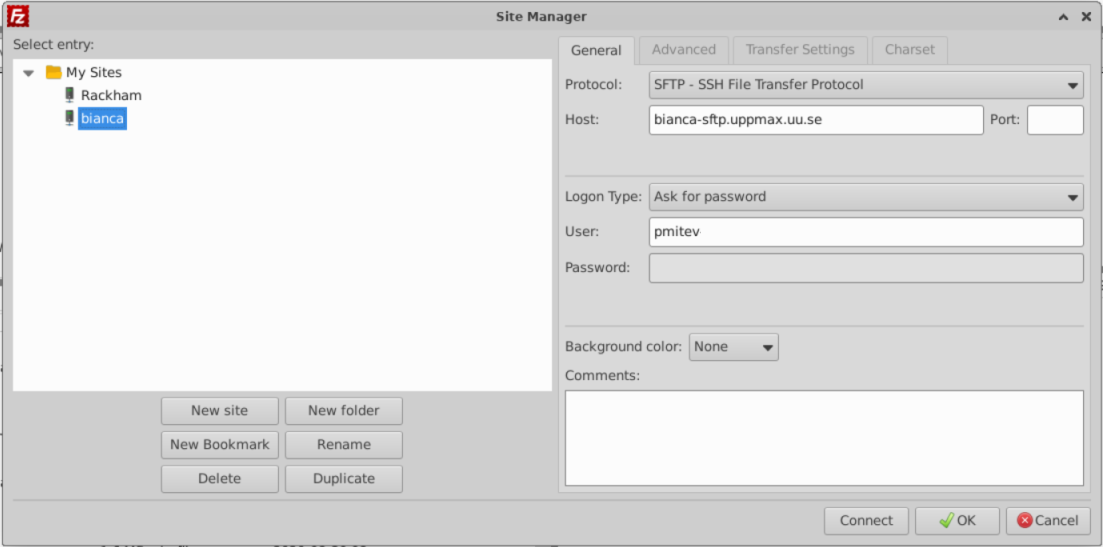 Site Manager
Select entry:
My Sites
Rackham
bianca
New site
New folder
New Bookmark
Rename
Delete
Duplicate
General
Advanced
Transfer Settings
Charset
Protocol:
SFTP - SSH File Transfer Protocol
Host:
bianca-sftp.uppmax.uu.se
Port:
Logon Type:
Ask for password
User:
pmitev
Password:
Background color:
None
Comments:
Connect
OK
Cancel